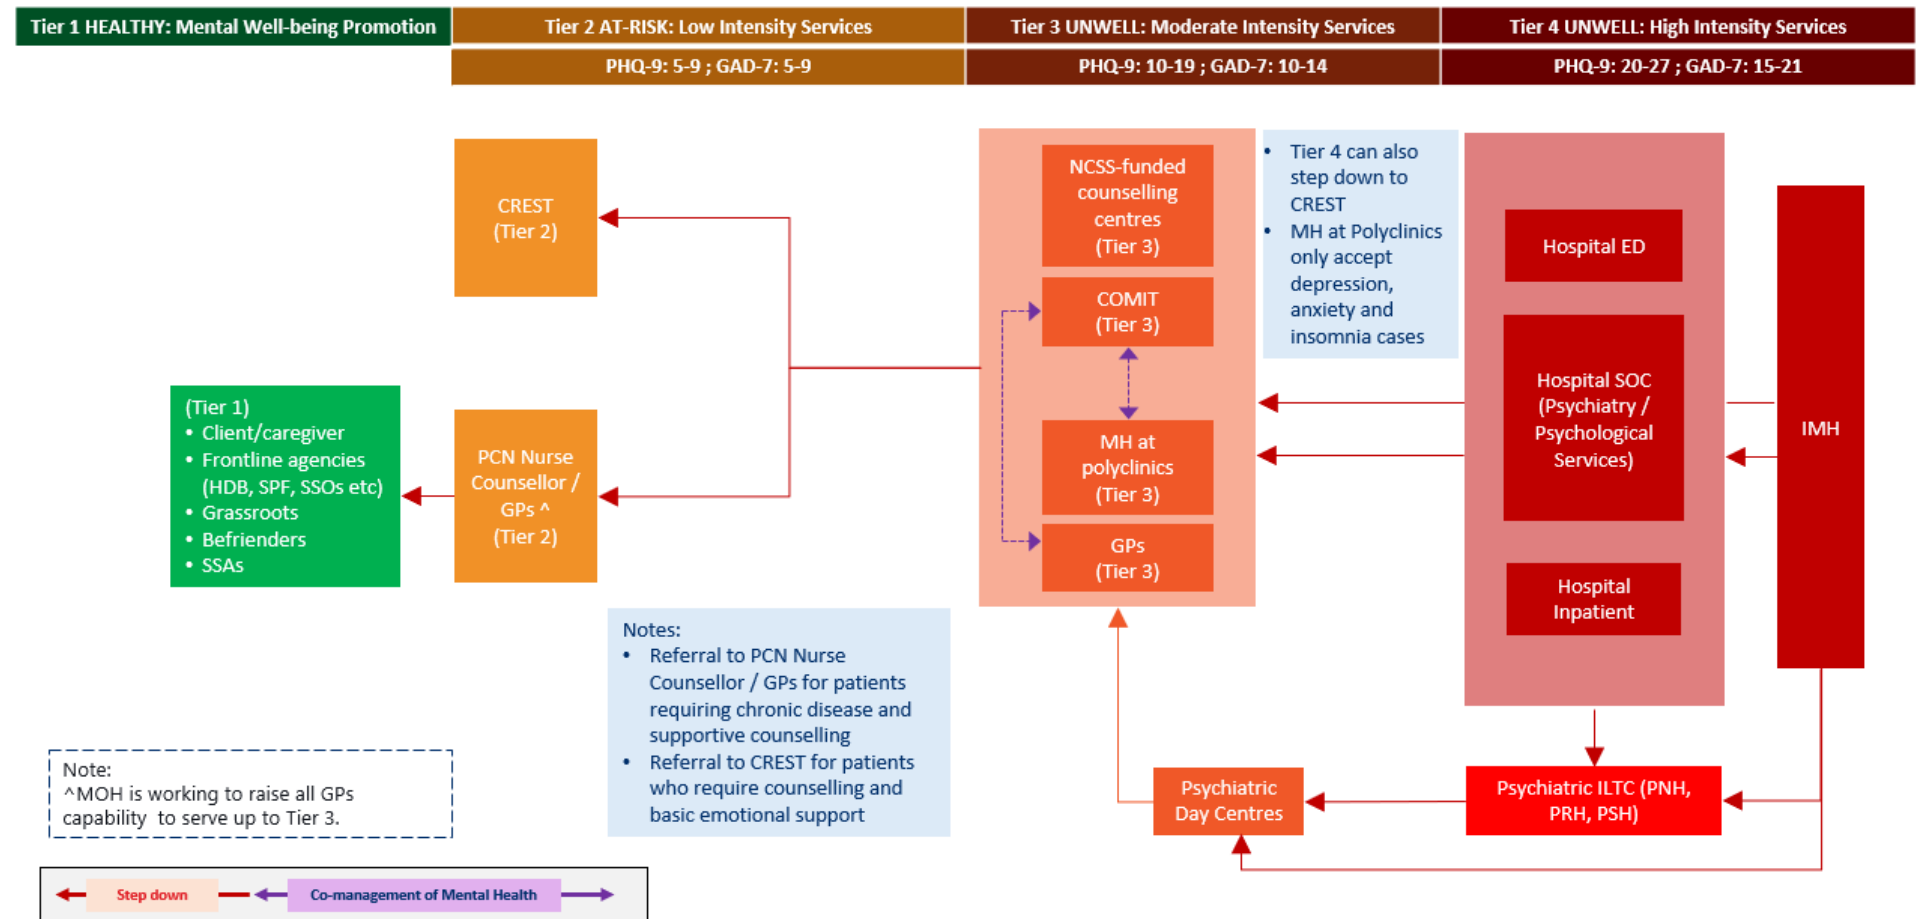 Tier 1 HEALTHY: Mental Well-being Promotion
Tier 2 AT-RISK: Low Intensity Services
Tier 3 UNWELL: Moderate Intensity Services
Tier 4 UNWELL: High Intensity Services
PHQ-9: 5-9 ; GAD-7: 5-9
PHQ-9: 10-19 ; GAD-7: 10-14
PHQ-9: 20-27 ; GAD-7: 15-21
(Tier 1)
• Client/caregiver
• Frontline agencies
(HDB, SPF, SSOs etc)
• Grassroots
• Befrienders
• SSAs
CREST
(Tier 2)
PCN Nurse
Counsellor /
GPs ^
(Tier 2)
NCSS-funded
counselling
centres
(Tier 3)
COMIT
(Tier 3)
MH at
polyclinics
(Tier 3)
GPs
(Tier 3)
• Tier 4 can also
step down to
CREST
• MH at Polyclinics
only accept
depression,
anxiety and
insomnia cases
Hospital ED
Hospital SOC
(Psychiatry /
Psychological
Services)
Hospital
Inpatient
IMH
Notes:
• Referral to PCN Nurse
Counsellor / GPs for patients
requiring chronic disease and
supportive counselling
• Referral to CREST for patients
who require counselling and
basic emotional support
Psychiatric
Day Centres
Psychiatric ILTC (PNH,
PRH, PSH)
Note:
^MOH is working to raise all GPs
capability to serve up to Tier 3.
Step down
Co-management of Mental Health